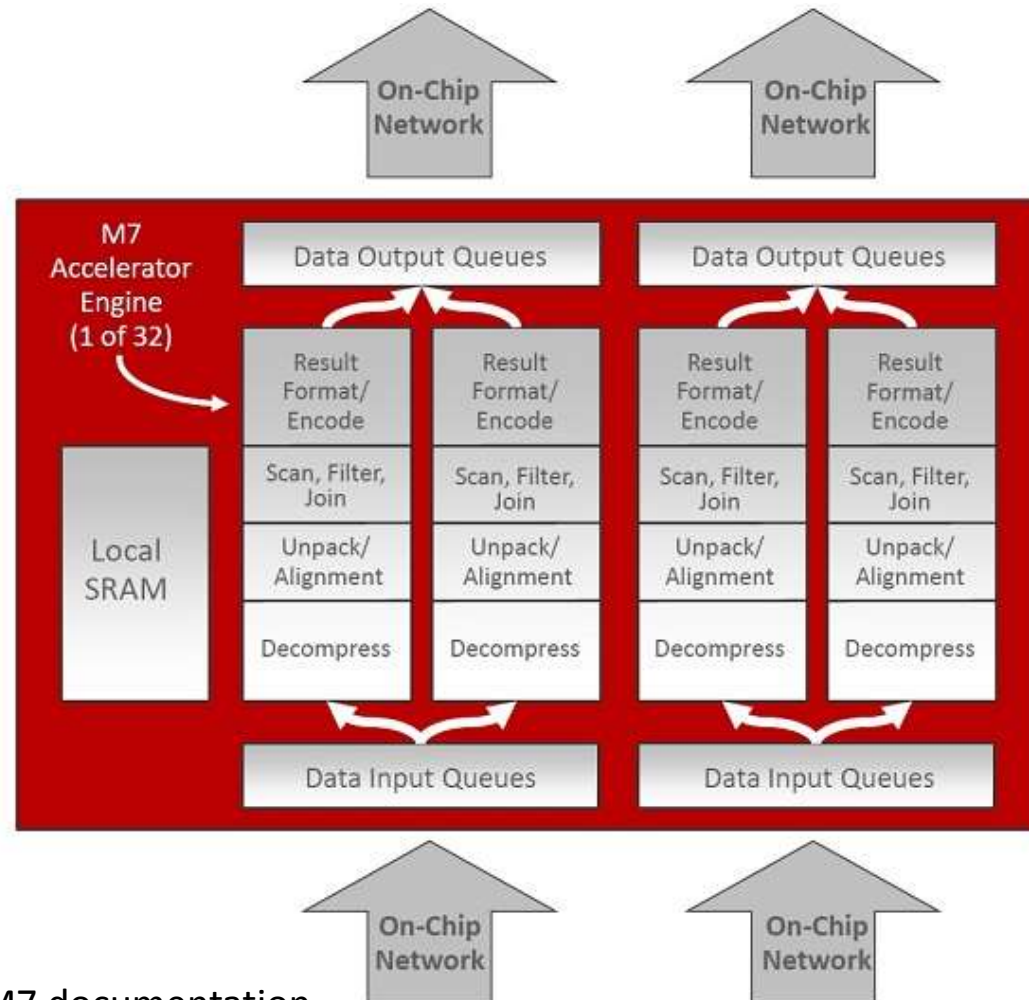 On-Chip
Network
On-Chip
Network
M7
Accelerator
Engine
(1 of 32)
Data Output Queues
Data Output Queues
Result
Format/
Encode
Result
Format/
Encode
Result
Format/
Encode
Result
Format/
Encode
Scan, Filter,
Join
Scan, Filter,
Join
Scan, Filter,
Join
Scan, Filter,
Join
Local
SRAM
Unpack/
Alignment
Unpack/
Alignment
Unpack/
Alignment
Unpack/
Alignment
Decompress
Decompress
Decompress
Decompress
Data Input Queues
Data Input Queues
On-Chip
Network
On-Chip
Network
M7 documentation